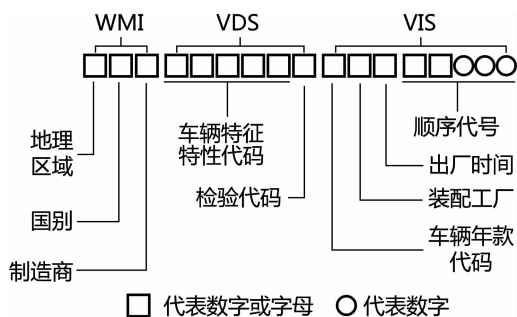 WMI VDS VIS
地理
区域
国别
制造商
车辆特征
特性代码
检验代码
顺序代号
出厂时间
装配工厂
车辆年款
代码
代表数字或字母 代表数字